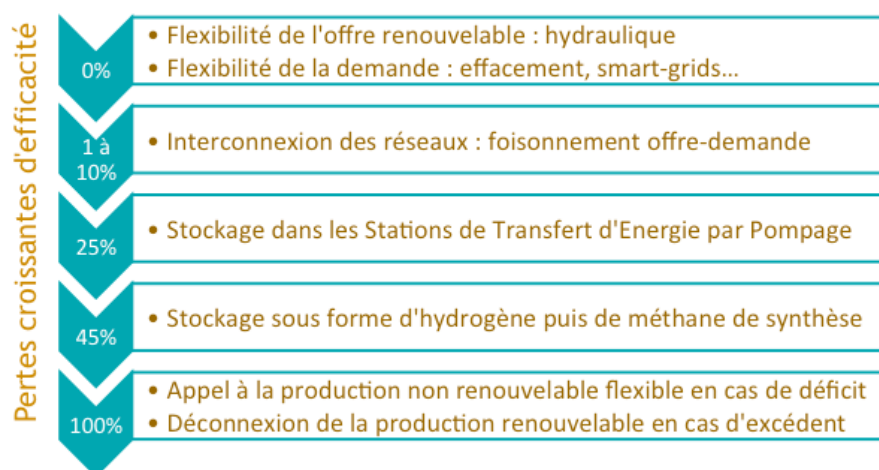 Pertes croissantes d'efficacité
0%
• Flexibilité de l'offre renouvelable : hydraulique
• Flexibilité de la demande : effacement, smart-grids...
1 à
10%
• Interconnexion des réseaux : foisonnement offre-demande
25%
• Stockage dans les Stations de Transfert d'Energie par Pompage
45%
• Stockage sous forme d'hydrogène puis de méthane de synthèse
100%
• Appel à la production non renouvelable flexible en cas de déficit
• Déconnexion de la production renouvelable en cas d'excédent